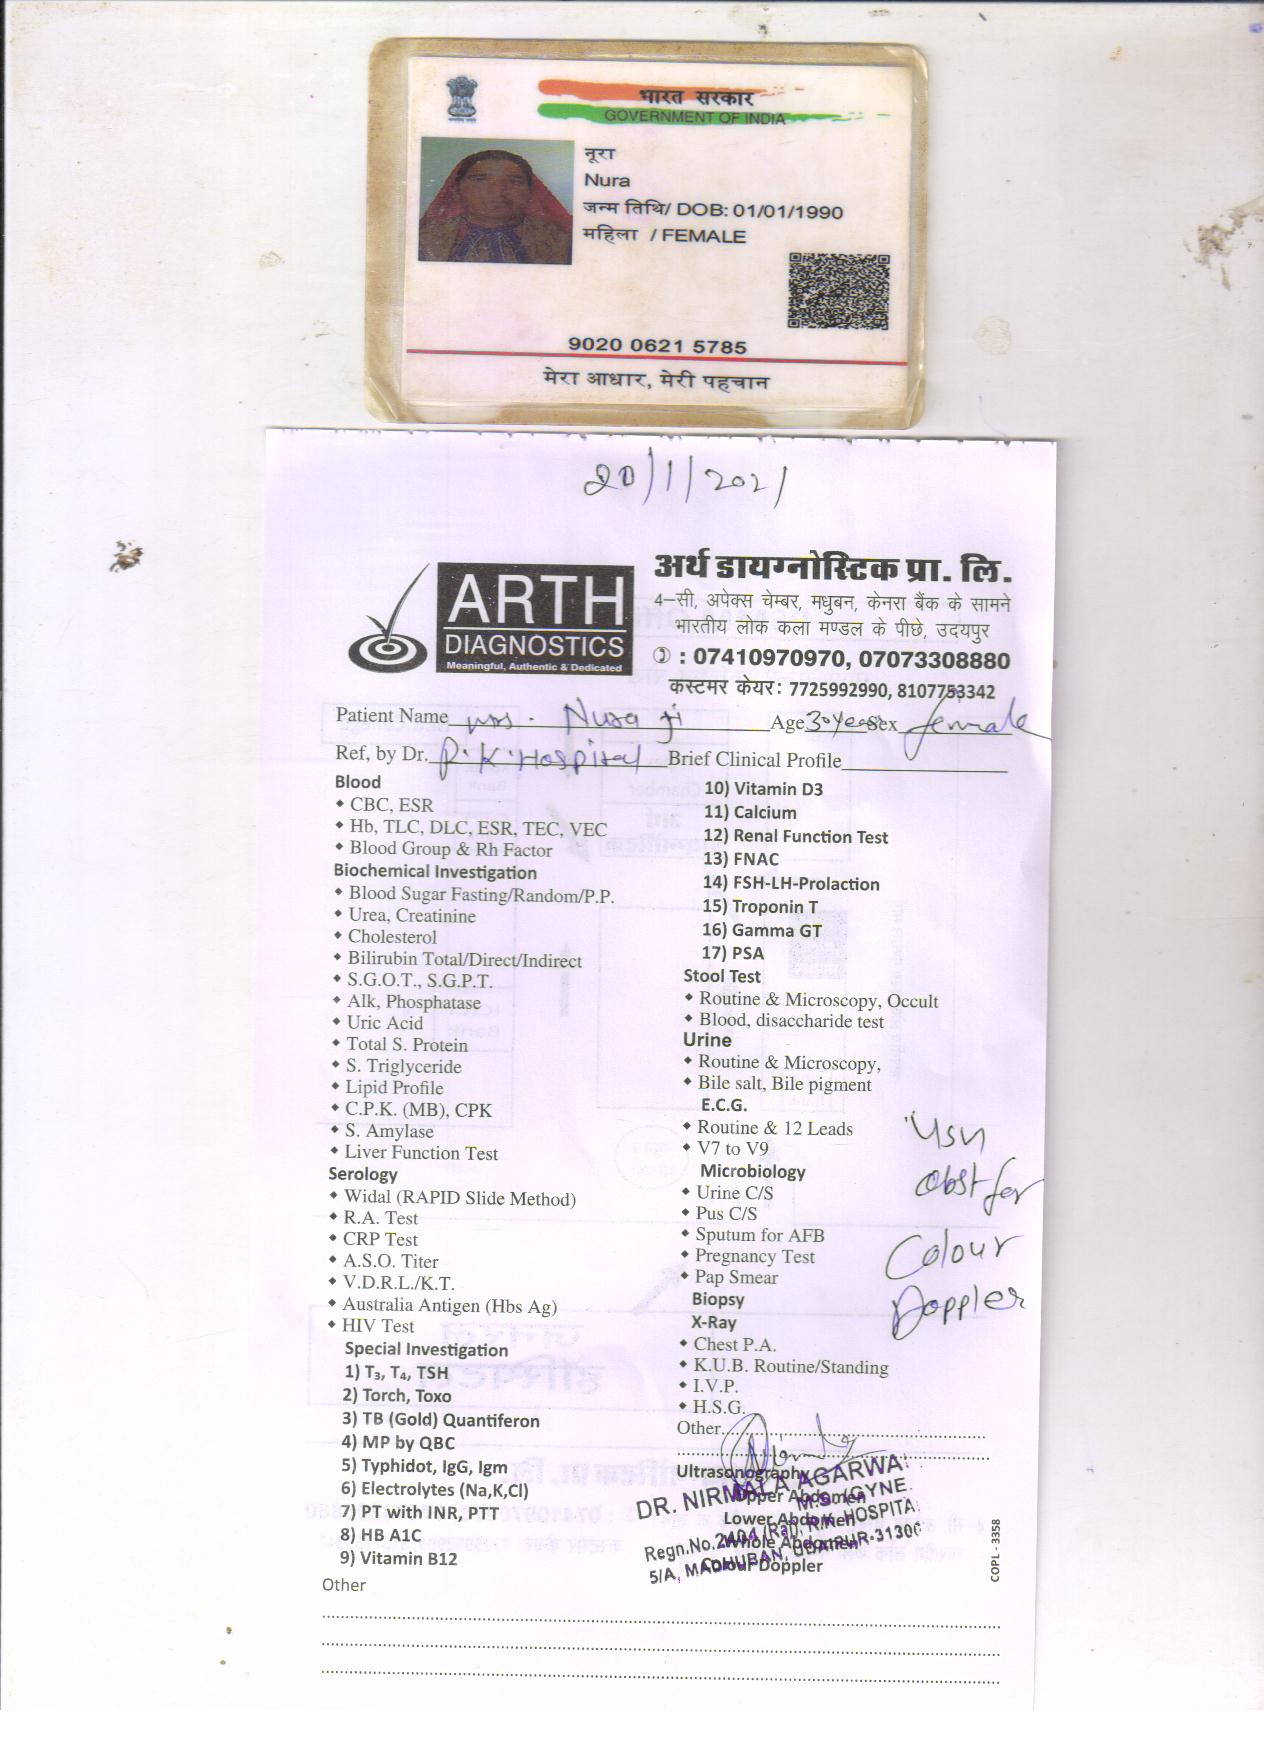 भारत सरकार
GOVERNMENT OF INDIA
नूरा
Nura
जन्म तिथि/ DOB: 01/01/1990
महिला / FEMALE
9020 0621 5785
मेरा आधार, मेरी पहचान
20/1/2021
ARTH
DIAGNOSTICS
Meaningful, Authentic & Dedicated
अर्थ डायग्नोस्टिक प्रा. लि.
4–सी, अपेक्स चेम्बर, मधुबन, केनरा बैंक के सामने
भारतीय लोक कला मण्डल के पीछे, उदयपुर
: 07410970970, 07073308880
कस्टमर केयर: 7725992990, 8107753342
Patient Name Mrs. Nura ji Age 30 years Sex female
Ref, by Dr. Hospital Brief Clinical Profile
Blood
CBC, ESR
Hb, TLC, DLC, ESR, TEC, VEC
Blood Group & Rh Factor
Biochemical Investigation
Blood Sugar Fasting/Random/P.P.
Urea, Creatinine
Cholesterol
Bilirubin Total/Direct/Indirect
S.G.O.T., S.G.P.T.
Alk, Phosphatase
Uric Acid
Total S. Protein
S. Triglyceride
Lipid Profile
C.P.K. (MB), CPK
S. Amylase
Liver Function Test
Serology
Widal (RAPID Slide Method)
R.A. Test
CRP Test
A.S.O. Titer
V.D.R.L./K.T.
Australia Antigen (Hbs Ag)
HIV Test
Special Investigation
1) T₃, T₄, TSH
2) Torch, Toxo
3) TB (Gold) Quantiferon
4) MP by QBC
5) Typhidot, IgG, Igm
6) Electrolytes (Na,K,Cl)
7) PT with INR, PTT
8) HB A1C
9) Vitamin B12
Other
10) Vitamin D3
11) Calcium
12) Renal Function Test
13) FNAC
14) FSH-LH-Prolaction
15) Troponin T
16) Gamma GT
17) PSA
Stool Test
Routine & Microscopy, Occult
Blood, disaccharide test
Urine
Routine & Microscopy,
Bile salt, Bile pigment
E.C.G.
Routine & 12 Leads
V7 to V9
Microbiology
Urine C/S
Pus C/S
Sputum for AFB
Pregnancy Test
Pap Smear
Biopsy
X-Ray
Chest P.A.
K.U.B. Routine/Standing
I.V.P.
H.S.G.
Other
Ultrasonography
Upper Abdomen
Lower Abdomen
Whole Abdomen
Colour Doppler
obst for
Colour
Doppler
DR. NIRMALA AGARWA
M.S. (GYNE.
Regn.No.2404 (Raj), R.K. HOSPITA
5/A, MADHUBAN, UDAIPUR-3130
COPL - 3358